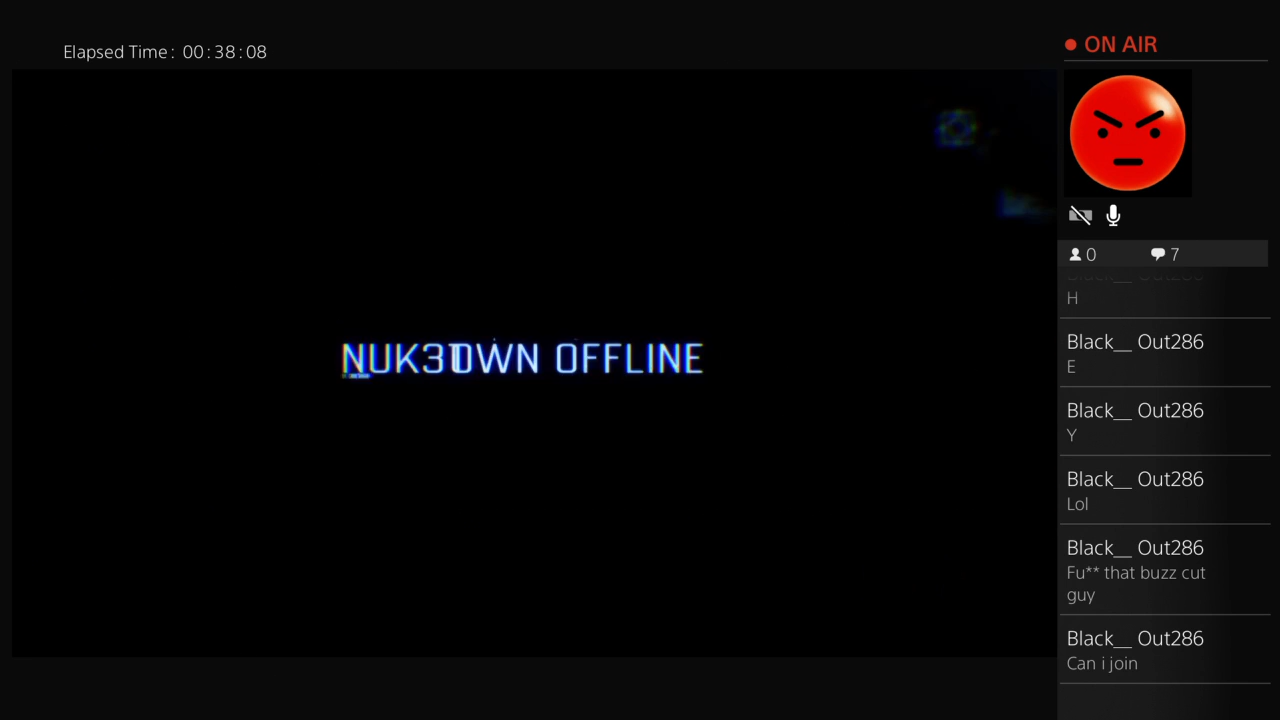 Elapsed Time: 00:38:08
ON AIR
0 7
H
Black__ Out286
E
Black__ Out286
Y
Black__ Out286
Lol
Black__ Out286
Fu** that buzz cut
guy
Black__ Out286
Can i join
OFFLINE